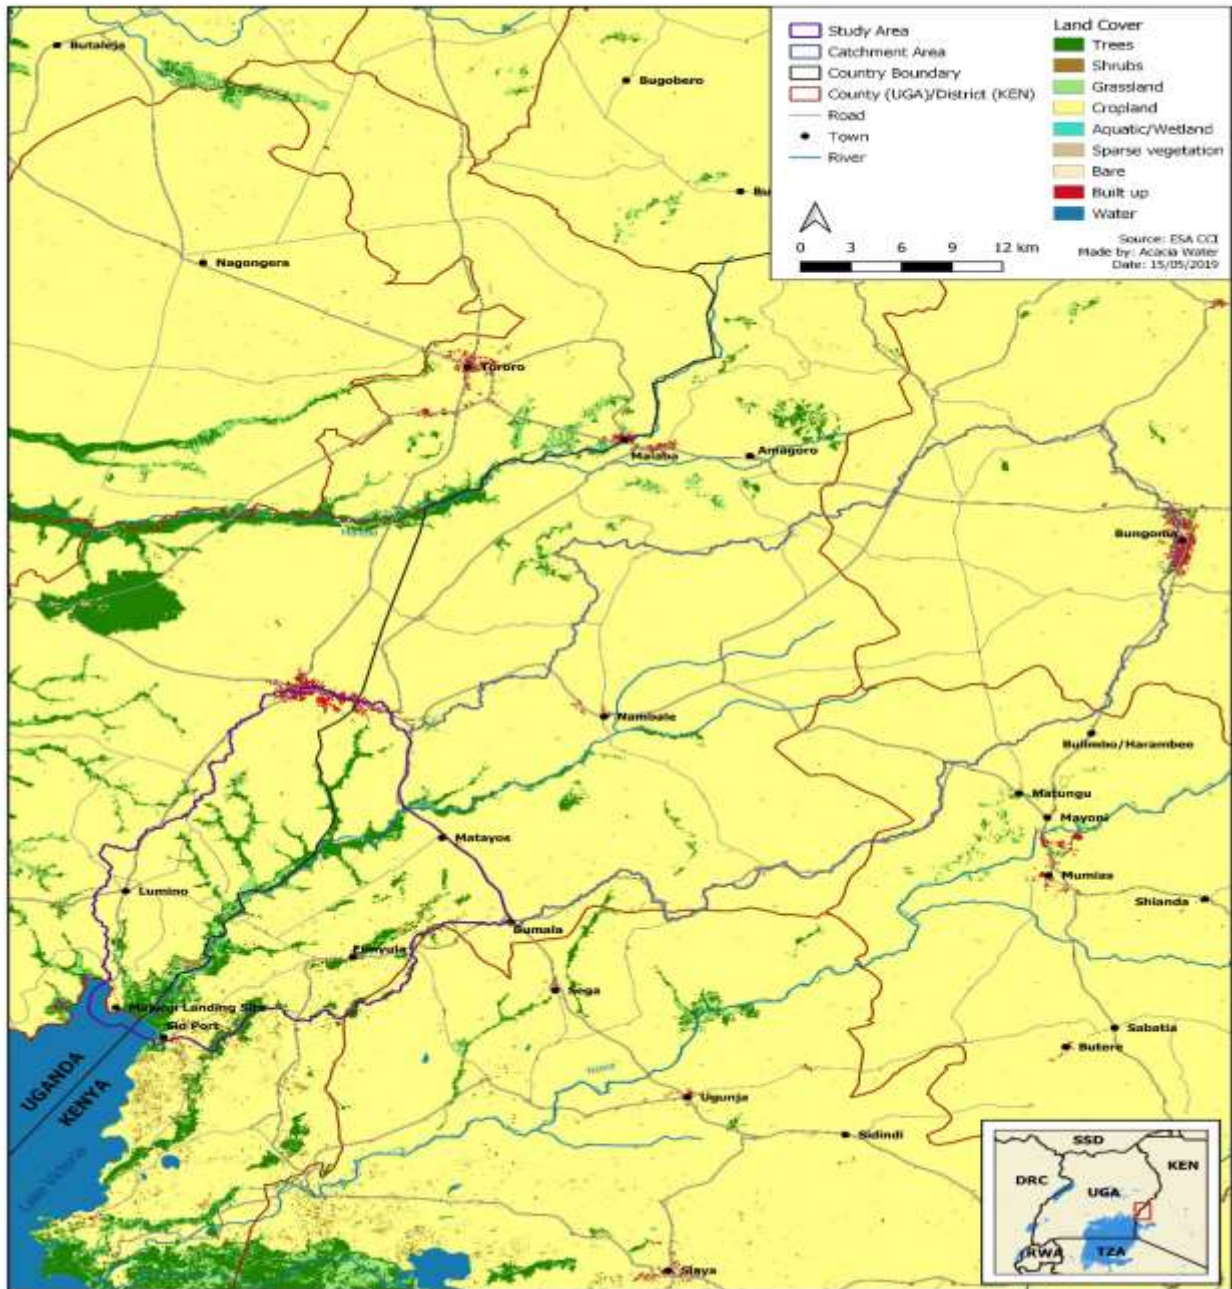 Study Area
Catchment Area
Country Boundary
County (UGA)/District (KEN)
Road
Town
River
Land Cover
Trees
Shrubs
Grassland
Cropland
Aquatic/Wetland
Sparse vegetation
Bare
Built up
Water
0 3 6 9 12 km
Source: ESA CCI
Made by: Acacia Water
Date: 15/05/2019
Butaleja
Bugobero
Bu
Nagongera
Tororo
Malaba
Amagoro
Bungoma
Nambale
Bulimbo/Harambee
Matungu
Mayoni
Matayos
Mumias
Lumino
Shianda
Bumala
Funyula
Sega
Majanji Landing Site
Sio Port
Sabatia
Butere
UGANDA
KENYA
Ugunja
Sidindi
Lake Victoria
Siaya
SSD
DRC
UGA
KEN
RWA
TZA